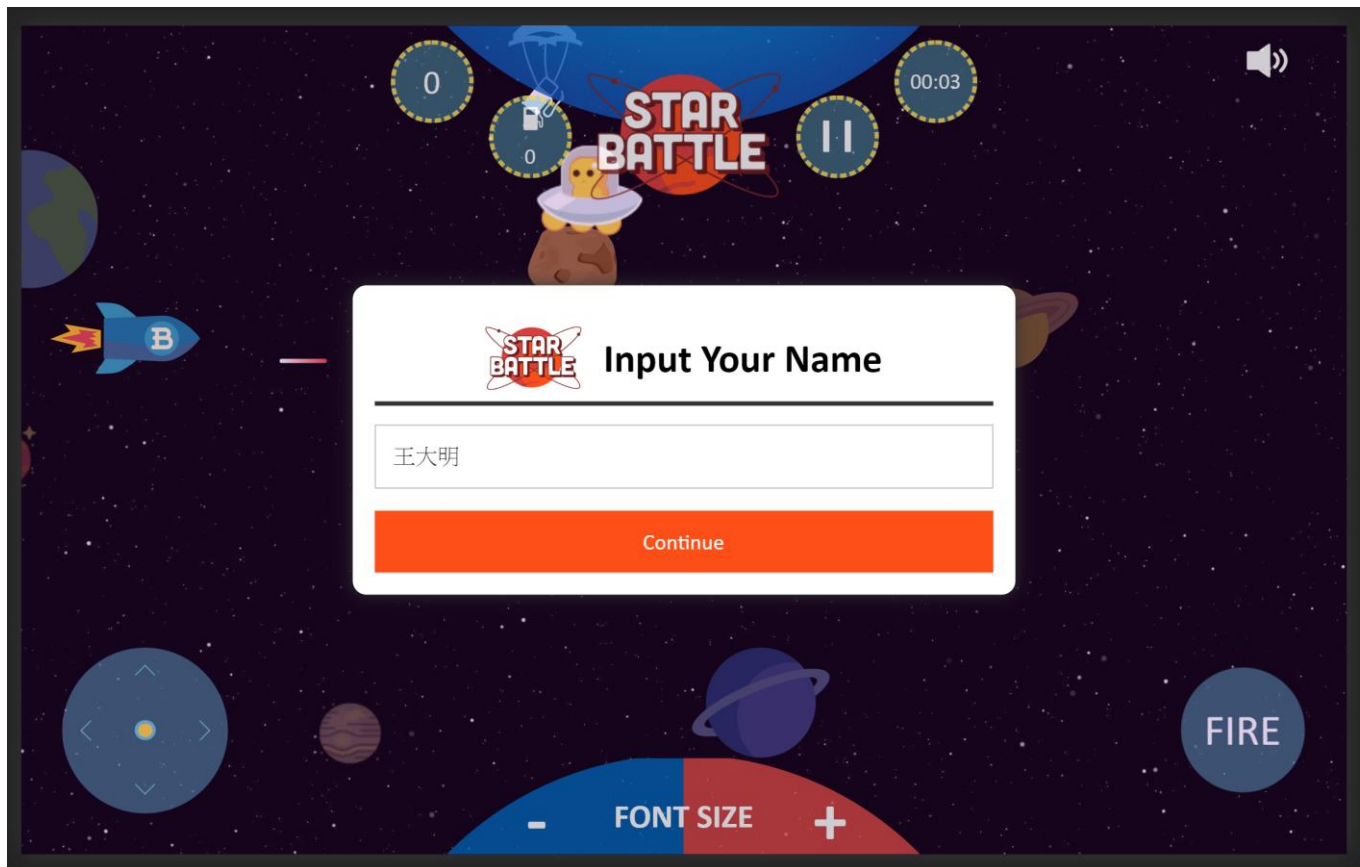 0
00:03
0
STAR
BATTLE
B
STAR
BATTLE
Input Your Name
王大明
Continue
FIRE
- FONT SIZE +